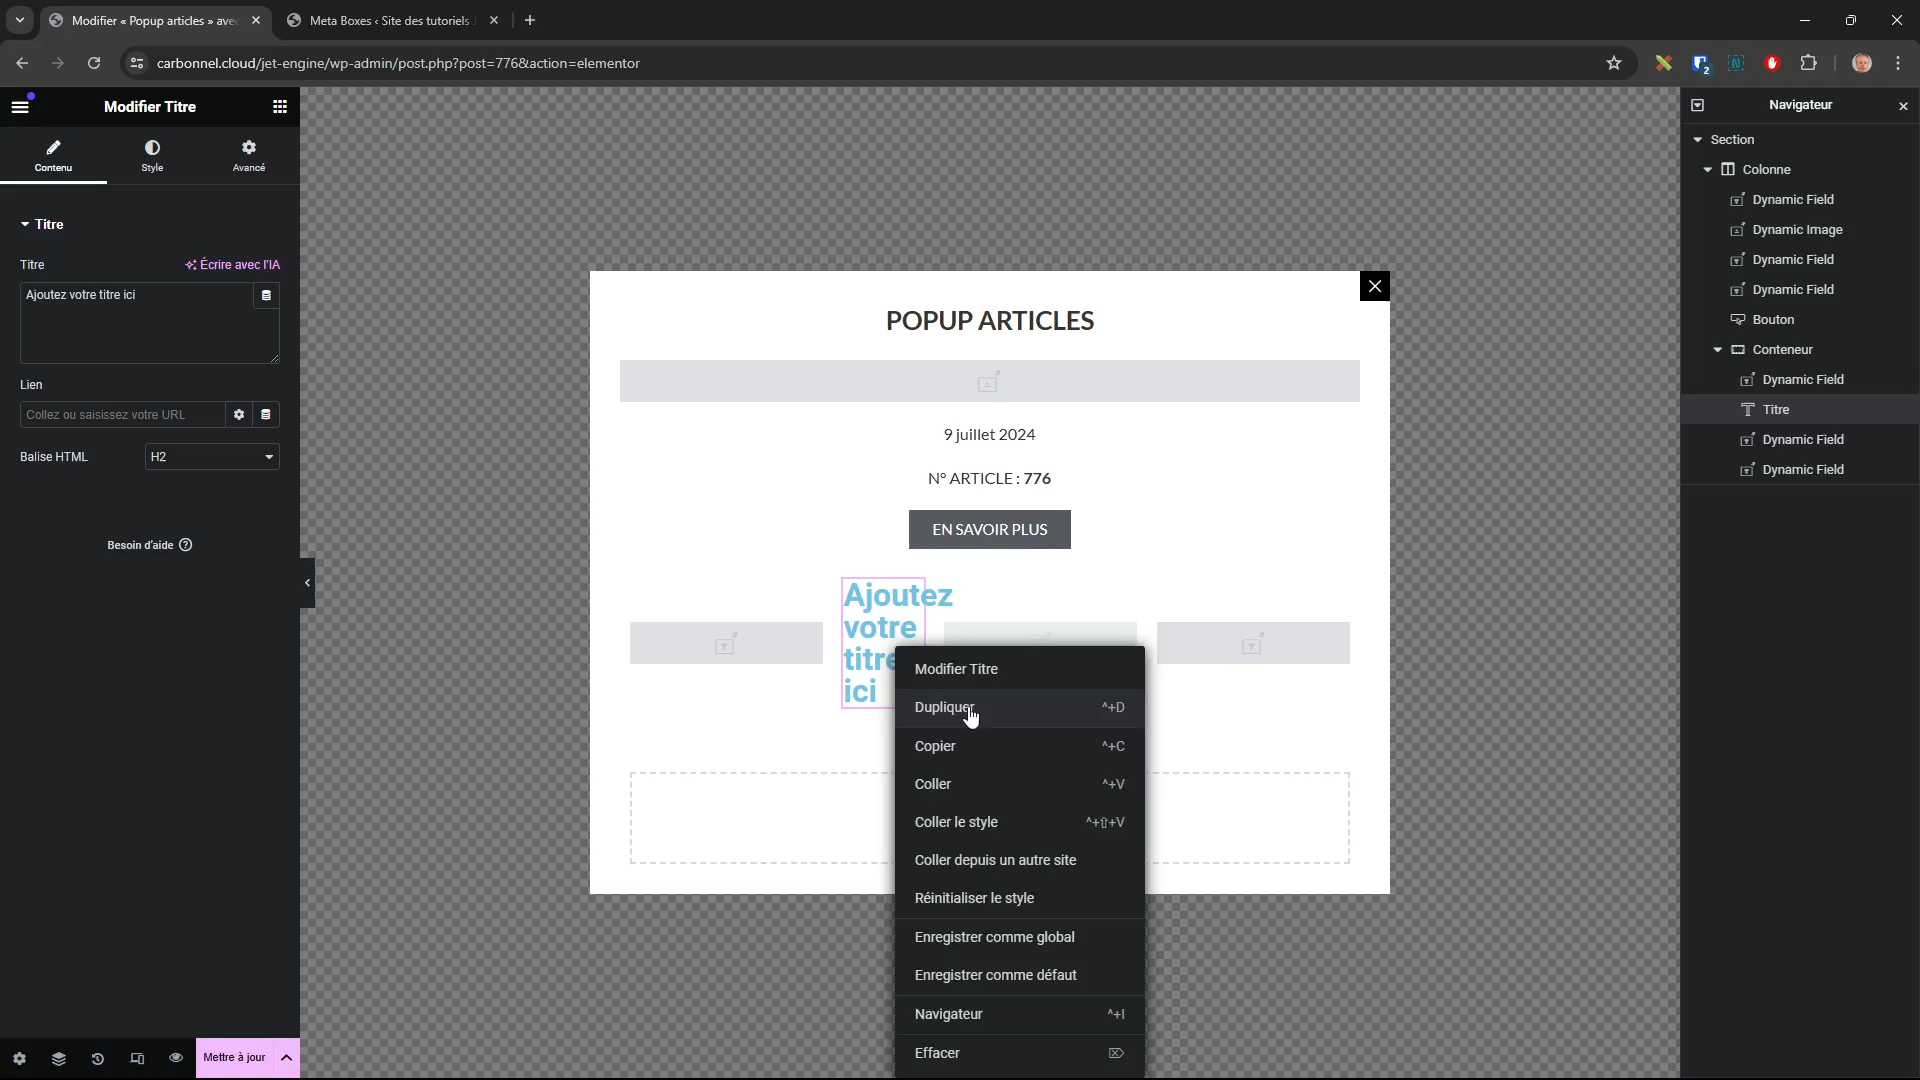 Modifier « Popup articles » ave
Meta Boxes ‹ Site des tutoriels
carbonnel.cloud/jet-engine/wp-admin/post.php?post=776&action=elementor
2
Modifier Titre
Contenu
Style
Avancé
Titre
Titre
Écrire avec l'IA
Ajoutez votre titre ici
Lien
Collez ou saisissez votre URL
Balise HTML
H2
Besoin d'aide
Mettre à jour
POPUP ARTICLES
9 juillet 2024
N° ARTICLE : 776
EN SAVOIR PLUS
Ajoutez
votre
titre
ici
Modifier Titre
Dupliquer ^+D
Copier ^+C
Coller ^+V
Coller le style ^+⇧+V
Coller depuis un autre site
Réinitialiser le style
Enregistrer comme global
Enregistrer comme défaut
Navigateur ^+I
Effacer ⌦
Navigateur
Section
Colonne
Dynamic Field
Dynamic Image
Dynamic Field
Dynamic Field
Bouton
Conteneur
Dynamic Field
Titre
Dynamic Field
Dynamic Field